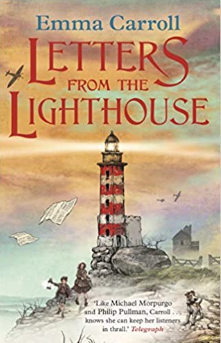 Emma Carroll
LETTERS
FROM THE
LIGHTHOUSE
'Like Michael Morpurgo
and Philip Pullman, Carroll . . .
knows she can keep her listeners
in thrall.' Telegraph